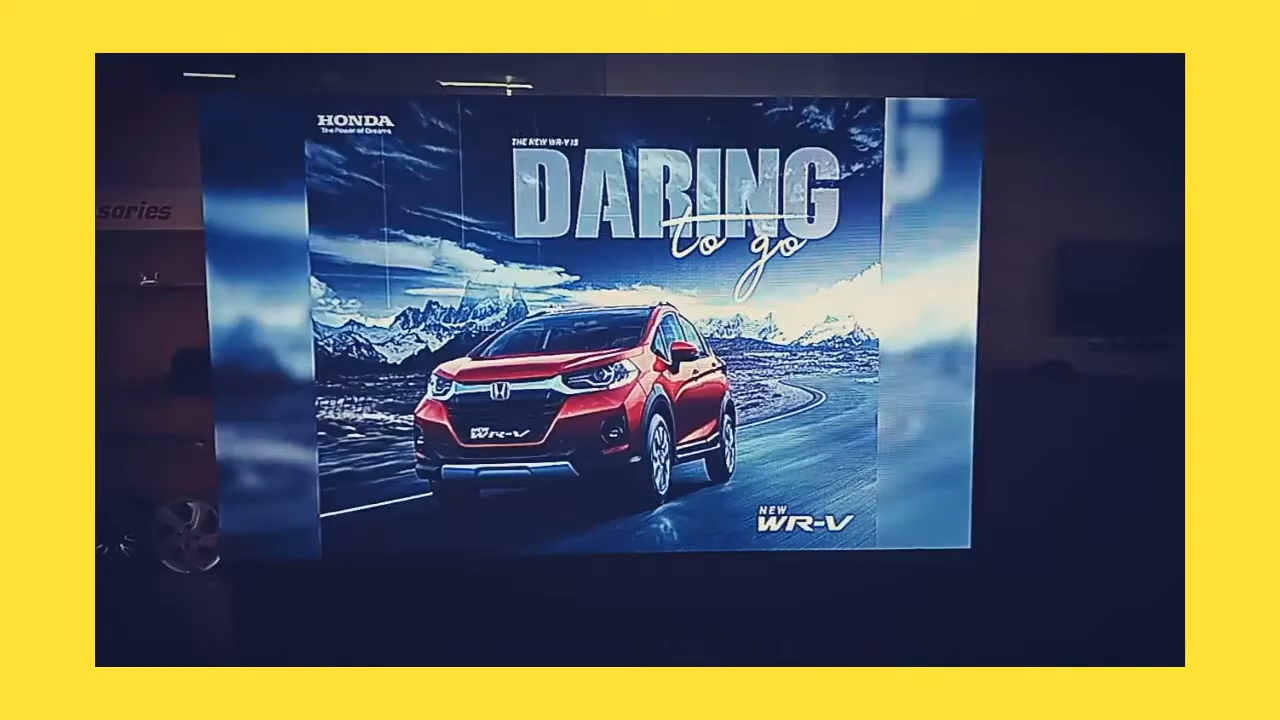 HONDA
The Power of Dreams
THE NEW WR-V IS
DARING
to go
sories
NEW
WR-V
NEW
WR-V